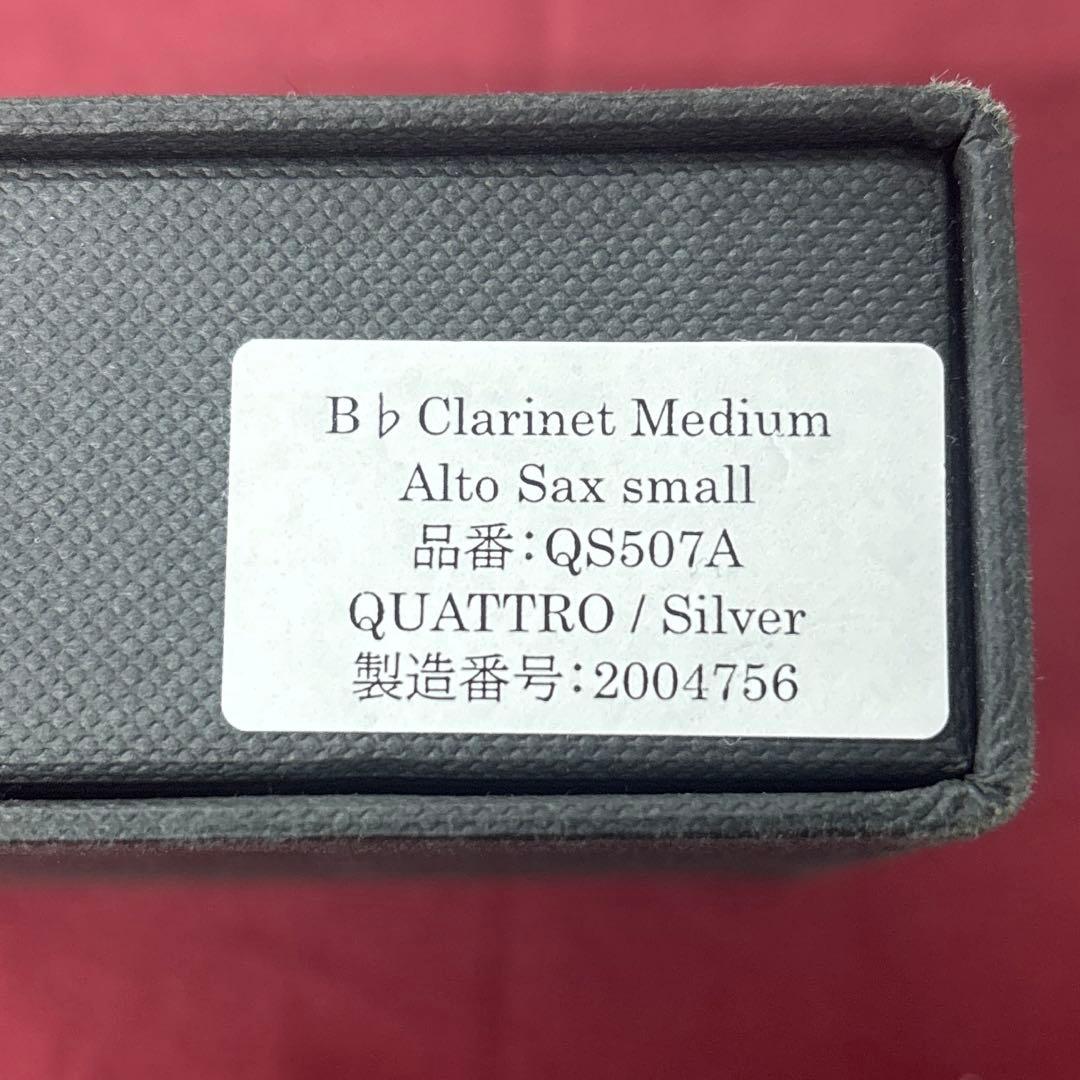 B♭Clarinet Medium
Alto Sax small
品番:QS507A
QUATTRO / Silver
製造番号:2004756